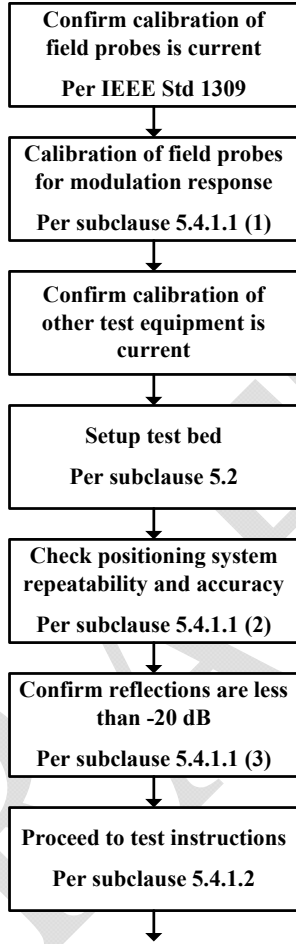 Confirm calibration of
field probes is current
Per IEEE Std 1309
Calibration of field probes
for modulation response
Per subclause 5.4.1.1 (1)
Confirm calibration of
other test equipment is
current
Setup test bed
Per subclause 5.2
Check positioning system
repeatability and accuracy
Per subclause 5.4.1.1 (2)
Confirm reflections are less
than -20 dB
Per subclause 5.4.1.1 (3)
Proceed to test instructions
Per subclause 5.4.1.2